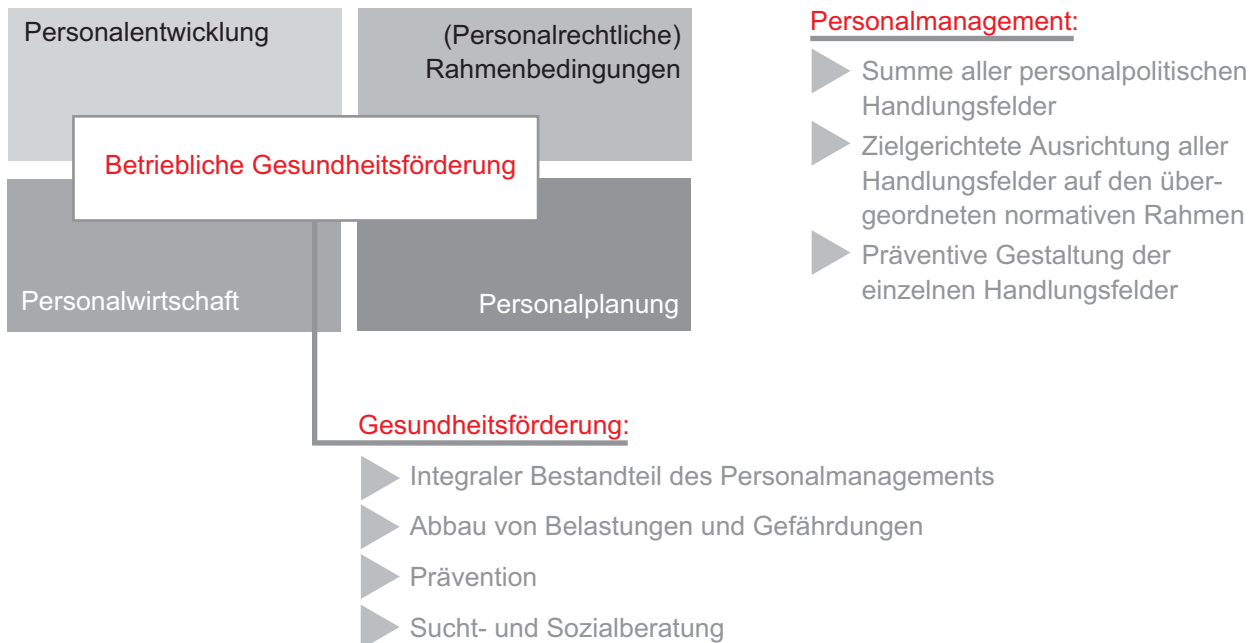 Personalentwicklung
(Personalrechtliche)
Rahmenbedingungen
Betriebliche Gesundheitsförderung
Personalwirtschaft
Personalplanung
Personalmanagement:
Summe aller personalpolitischen
Handlungsfelder
Zielgerichtete Ausrichtung aller
Handlungsfelder auf den über-
geordneten normativen Rahmen
Präventive Gestaltung der
einzelnen Handlungsfelder
Gesundheitsförderung:
Integraler Bestandteil des Personalmanagements
Abbau von Belastungen und Gefährdungen
Prävention
Sucht- und Sozialberatung